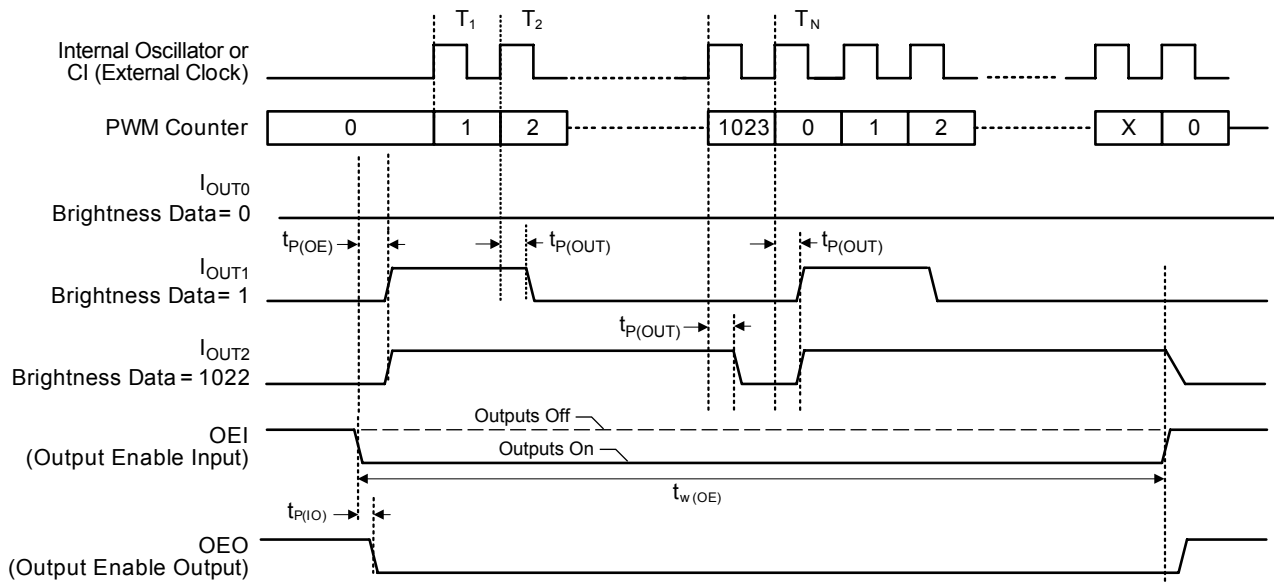 T1 T2 TN
Internal Oscillator or
CI (External Clock)
PWM Counter 0 1 2 1023 0 1 2 X 0
IOUT0
Brightness Data= 0
tP(OE) tP(OUT) tP(OUT)
IOUT1
Brightness Data= 1
tP(OUT)
IOUT2
Brightness Data = 1022
Outputs Off
OEI
(Output Enable Input)
Outputs On
tw(OE)
tP(IO)
OEO
(Output Enable Output)